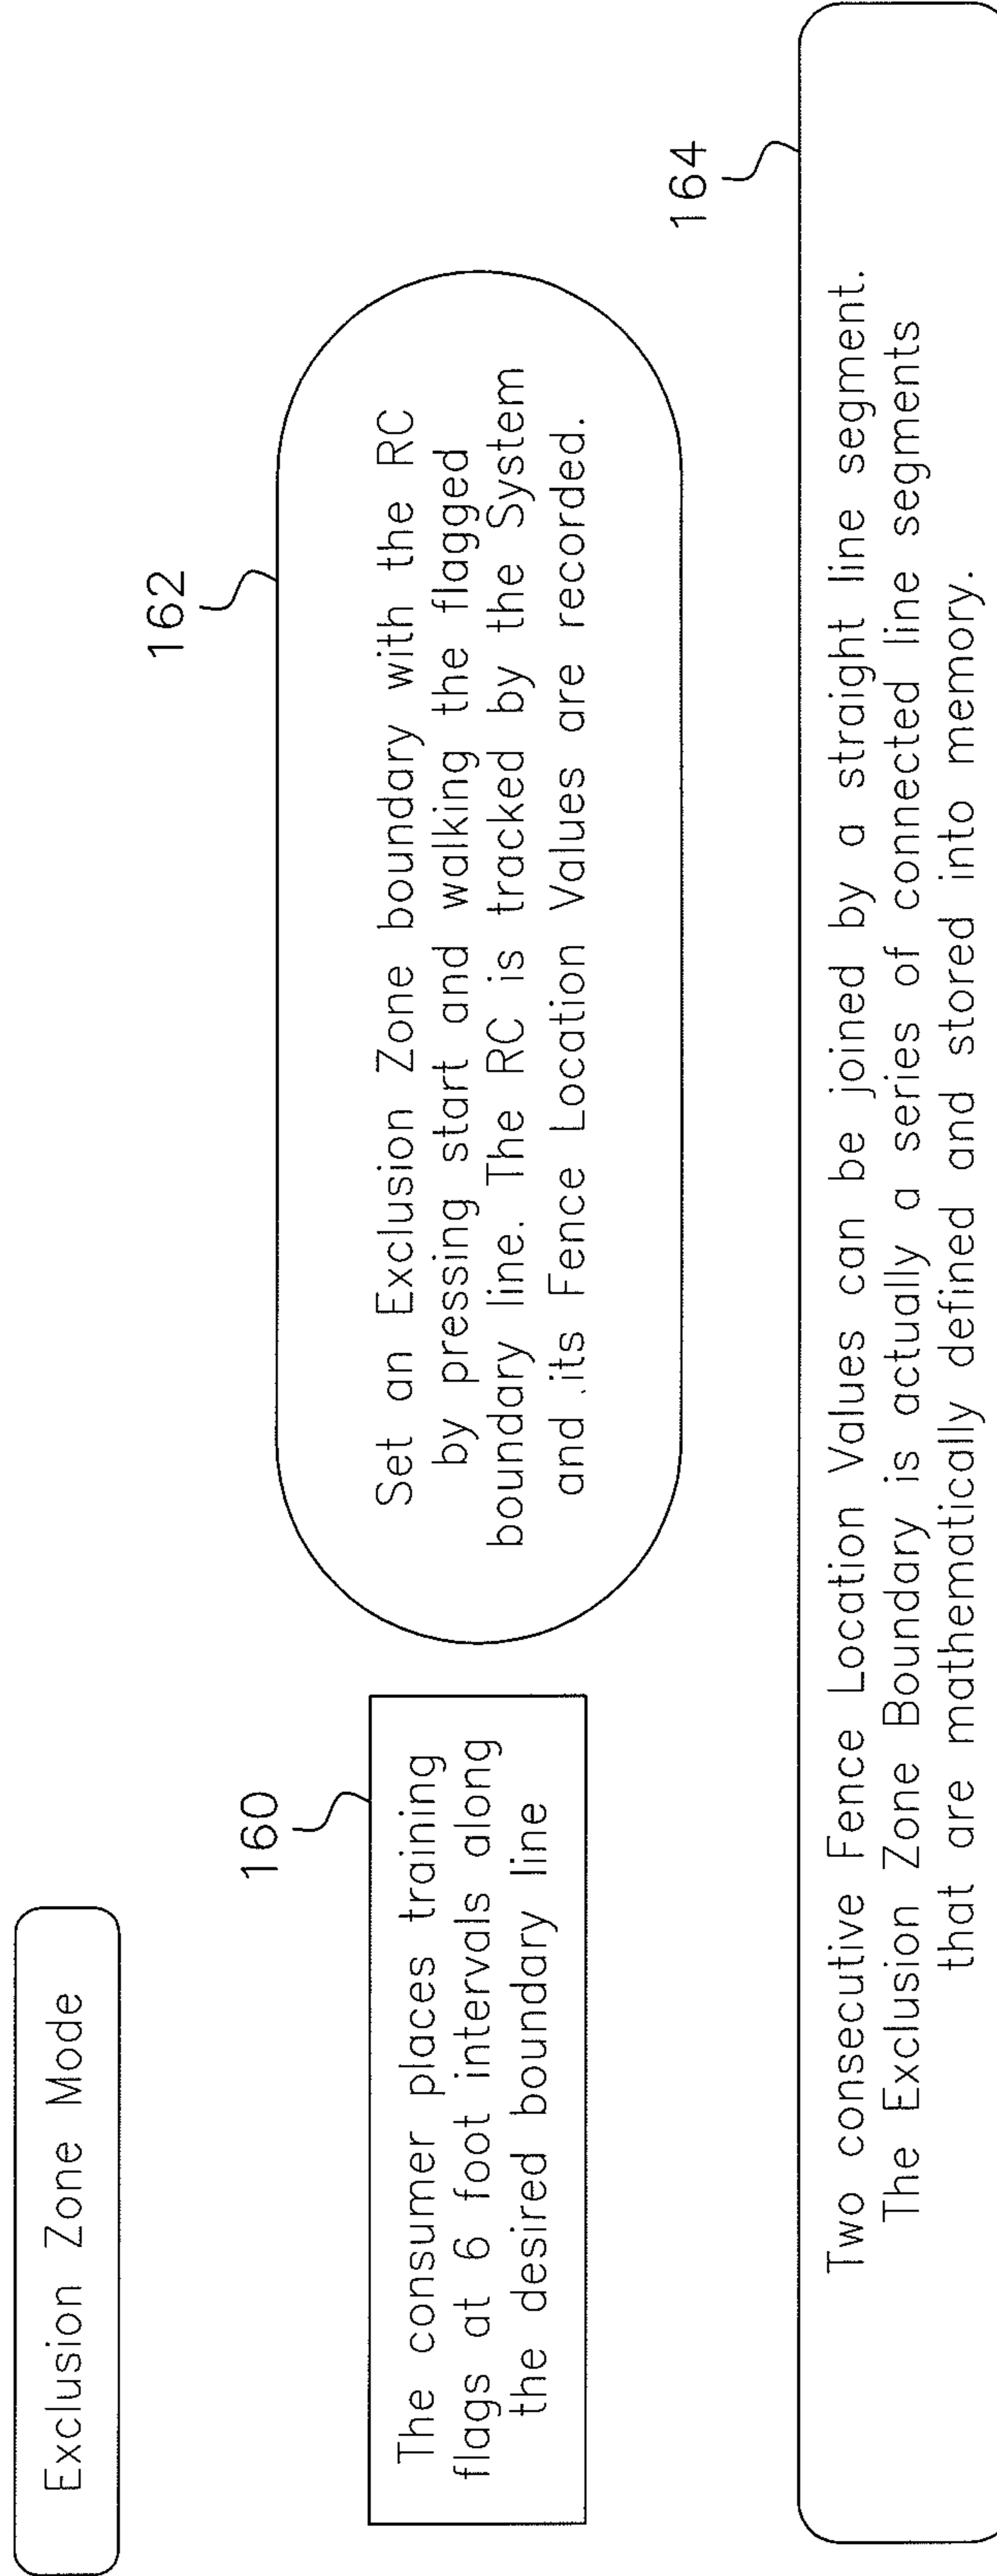 Exclusion Zone Mode
160
The consumer places training
flags at 6 foot intervals along
the desired boundary line
162
Set an Exclusion Zone boundary with the RC
by pressing start and walking the flagged
boundary line. The RC is tracked by the System
and its Fence Location Values are recorded.
164
Two consecutive Fence Location Values can be joined by a straight line segment.
The Exclusion Zone Boundary is actually a series of connected line segments
that are mathematically defined and stored into memory.